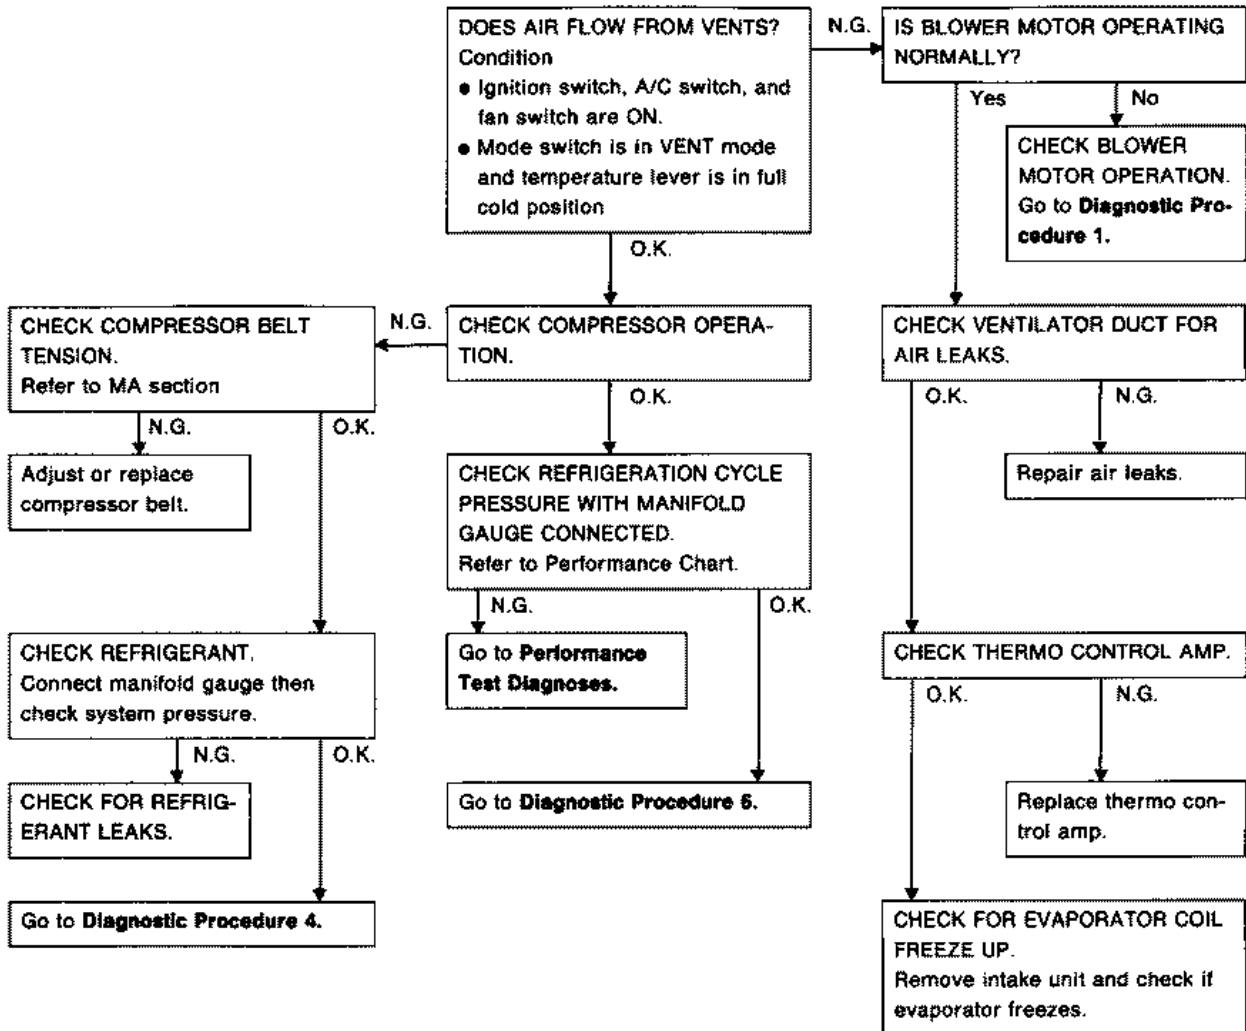 DOES AIR FLOW FROM VENTS?
Condition
● Ignition switch, A/C switch, and
fan switch are ON.
● Mode switch is in VENT mode
and temperature lever is in full
cold position
N.G.
IS BLOWER MOTOR OPERATING
NORMALLY?
Yes
No
CHECK BLOWER
MOTOR OPERATION.
Go to Diagnostic Pro-
cedure 1.
O.K.
CHECK COMPRESSOR BELT
TENSION.
Refer to MA section
N.G.
CHECK COMPRESSOR OPERA-
TION.
CHECK VENTILATOR DUCT FOR
AIR LEAKS.
N.G.
O.K.
O.K.
O.K.
N.G.
Adjust or replace
compressor belt.
CHECK REFRIGERATION CYCLE
PRESSURE WITH MANIFOLD
GAUGE CONNECTED.
Refer to Performance Chart.
Repair air leaks.
N.G.
O.K.
CHECK REFRIGERANT.
Connect manifold gauge then
check system pressure.
Go to Performance
Test Diagnoses.
CHECK THERMO CONTROL AMP.
N.G.
O.K.
O.K.
N.G.
CHECK FOR REFRIG-
ERANT LEAKS.
Go to Diagnostic Procedure 5.
Replace thermo con-
trol amp.
Go to Diagnostic Procedure 4.
CHECK FOR EVAPORATOR COIL
FREEZE UP.
Remove intake unit and check if
evaporator freezes.